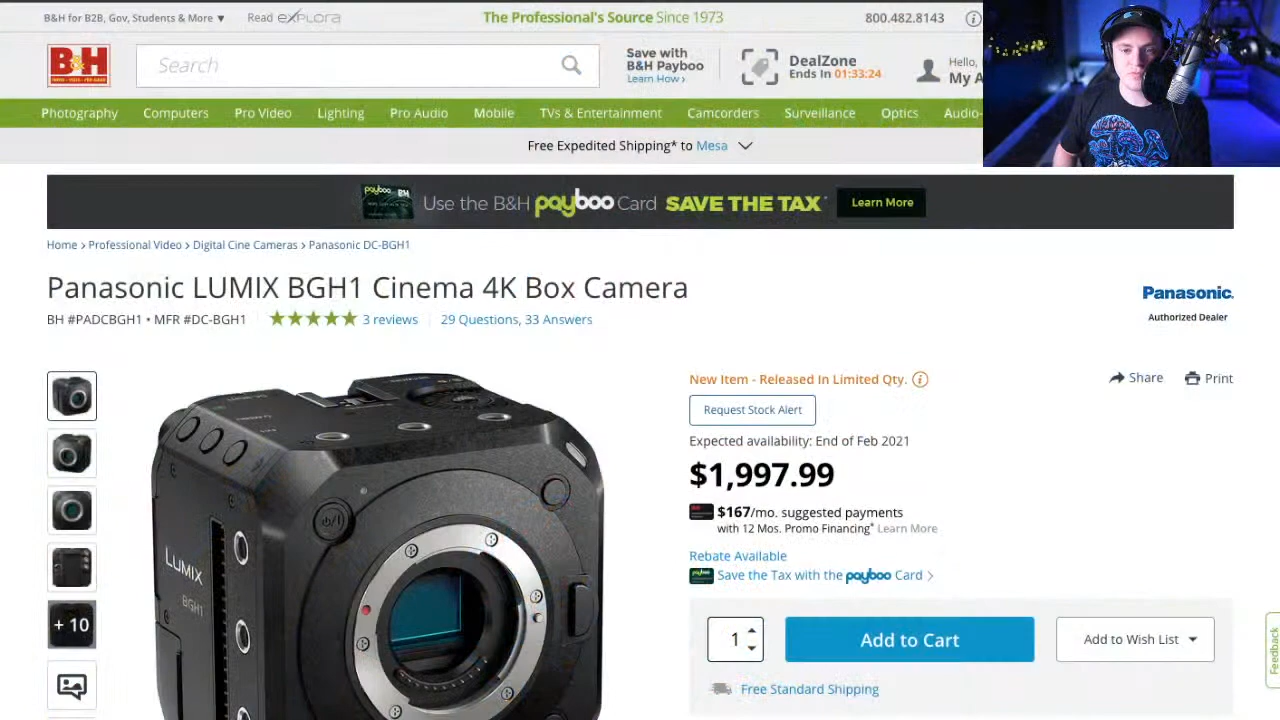 B&H for B2B, Gov, Students & More ▼
Read eXPLORA
The Professional's Source Since 1973
800.482.8143
B&H
Search
Save with
B&H Payboo
Learn How ›
DealZone
Ends In 01:33:24
Hello,
My A
Photography Computers Pro Video Lighting Pro Audio Mobile TVs & Entertainment Camcorders Surveillance Optics Audio-
Free Expedited Shipping* to Mesa
payboo BH
Use the B&H payboo Card SAVE THE TAX*
Learn More
Home › Professional Video › Digital Cine Cameras › Panasonic DC-BGH1
Panasonic LUMIX BGH1 Cinema 4K Box Camera
BH #PADCBGH1 • MFR #DC-BGH1
3 reviews
29 Questions, 33 Answers
Panasonic
Authorized Dealer
New Item - Released In Limited Qty.
Share
Print
Request Stock Alert
Expected availability: End of Feb 2021
$1,997.99
$167/mo. suggested payments
with 12 Mos. Promo Financing* Learn More
Rebate Available
Save the Tax with the payboo Card >
LUMIX
BGH1
+ 10
1
Add to Cart
Add to Wish List
Free Standard Shipping
Feedback